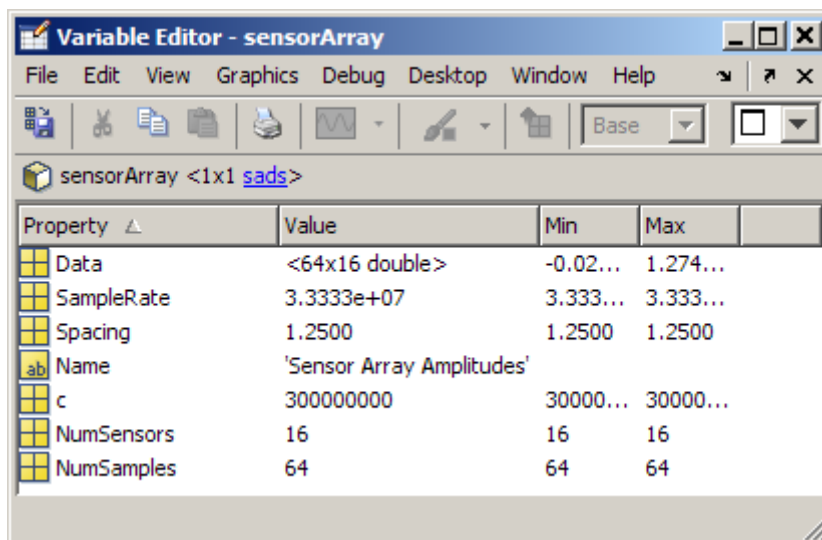 Variable Editor - sensorArray
File Edit View Graphics Debug Desktop Window Help
Base
sensorArray <1x1 sads>
Property Value Min Max
Data <64x16 double> -0.02... 1.274...
SampleRate 3.3333e+07 3.333... 3.333...
Spacing 1.2500 1.2500 1.2500
ab Name 'Sensor Array Amplitudes'
c 300000000 30000... 30000...
NumSensors 16 16 16
NumSamples 64 64 64